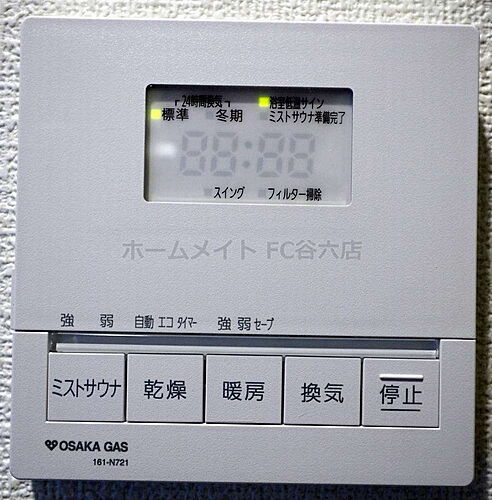 24時間換気 浴室低温サイン
標準 冬期 ミストサウナ準備完了
88:88
スイング フィルター掃除
ホームメイト FC谷六店
強 弱 自動 エコ タイマー 強 弱 セーブ
ミストサウナ 乾燥 暖房 換気 停止
OSAKA GAS
161-N721